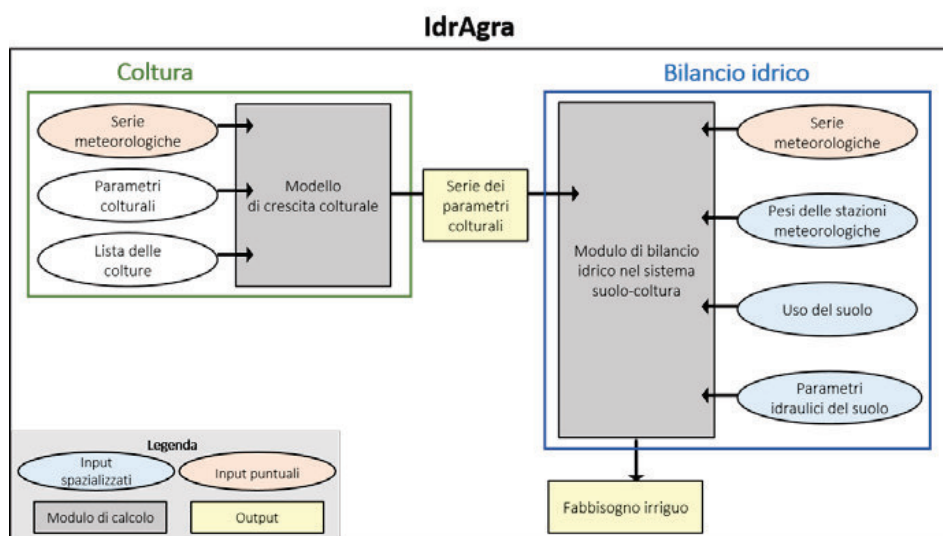 IdrAgra
Coltura
Serie
meteorologiche
Parametri
colturali
Lista delle
colture
Modello
di crescita colturale
Serie dei
parametri
colturali
Bilancio idrico
Modulo di bilancio
idrico nel sistema
suolo-coltura
Serie
meteorologiche
Pesi delle stazioni
meteorologiche
Uso del suolo
Parametri
idraulici del suolo
Fabbisogno irriguo
Legenda
Input
spazializzati
Input puntuali
Modulo di calcolo
Output